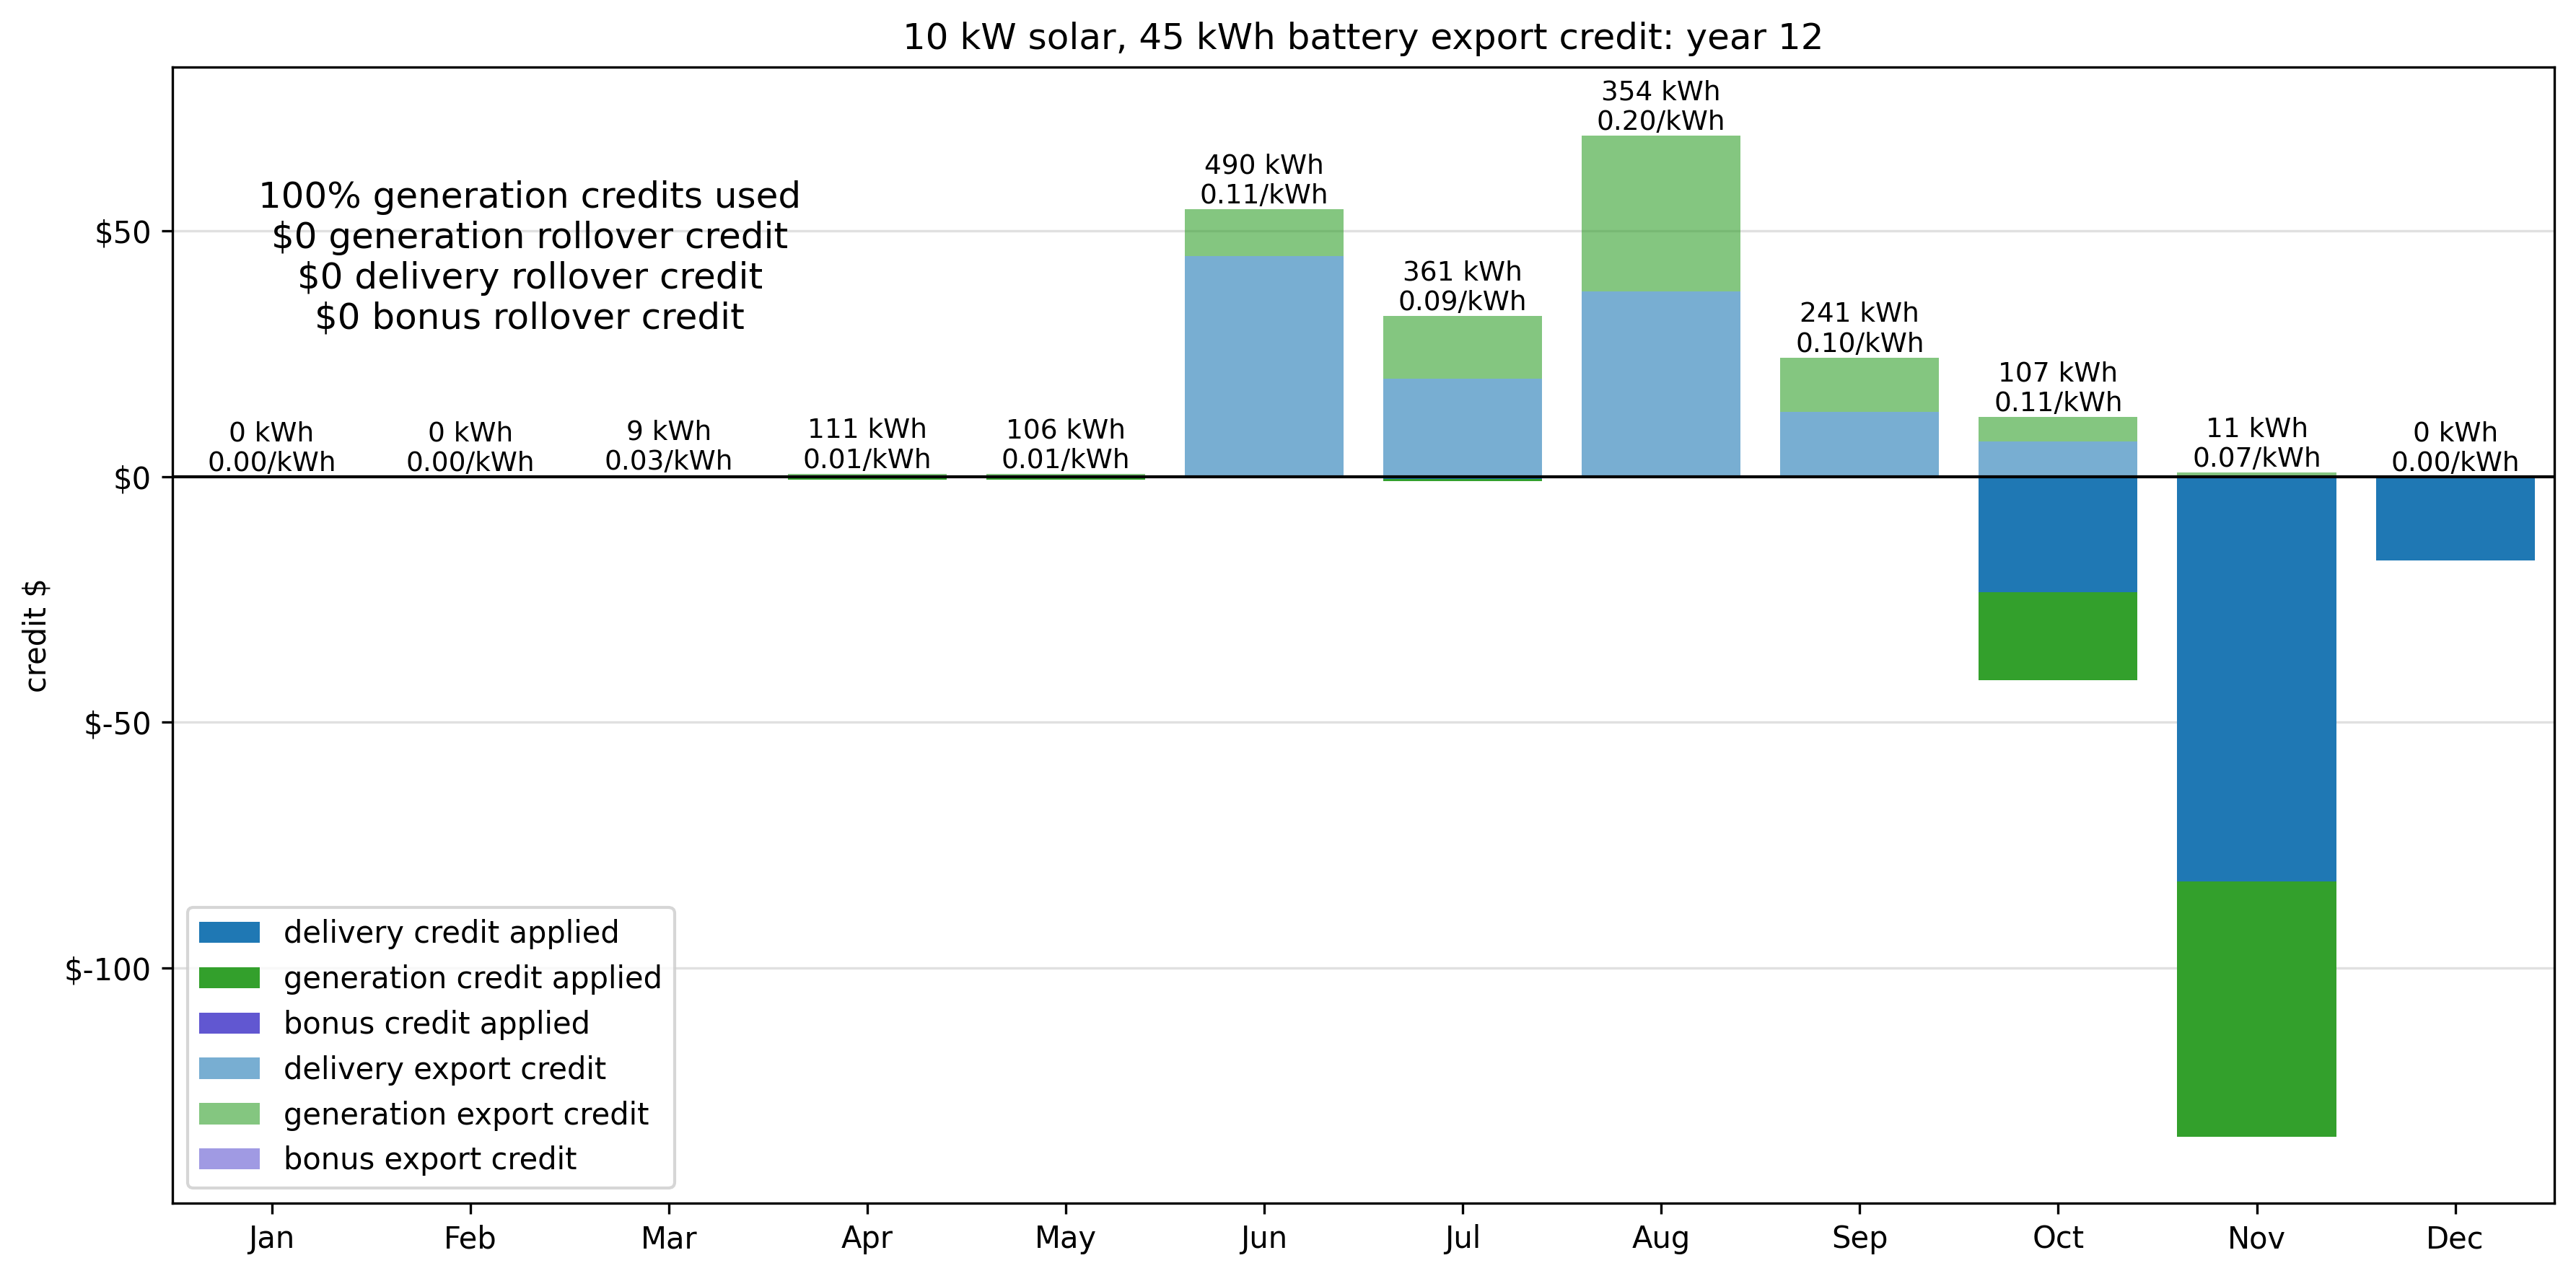 10 kW solar, 45 kWh battery export credit: year 12
354 kWh
0.20/kWh
490 kWh
0.11/kWh
100% generation credits used
$0 generation rollover credit
$0 delivery rollover credit
$0 bonus rollover credit
361 kWh
0.09/kWh
241 kWh
0.10/kWh
107 kWh
0.11/kWh
0 kWh
0.00/kWh
0 kWh
0.00/kWh
9 kWh
0.03/kWh
111 kWh
0.01/kWh
106 kWh
0.01/kWh
11 kWh
0.07/kWh
0 kWh
0.00/kWh
$50
$0
$-50
$-100
credit $
delivery credit applied
generation credit applied
bonus credit applied
delivery export credit
generation export credit
bonus export credit
Jan Feb Mar Apr May Jun Jul Aug Sep Oct Nov Dec